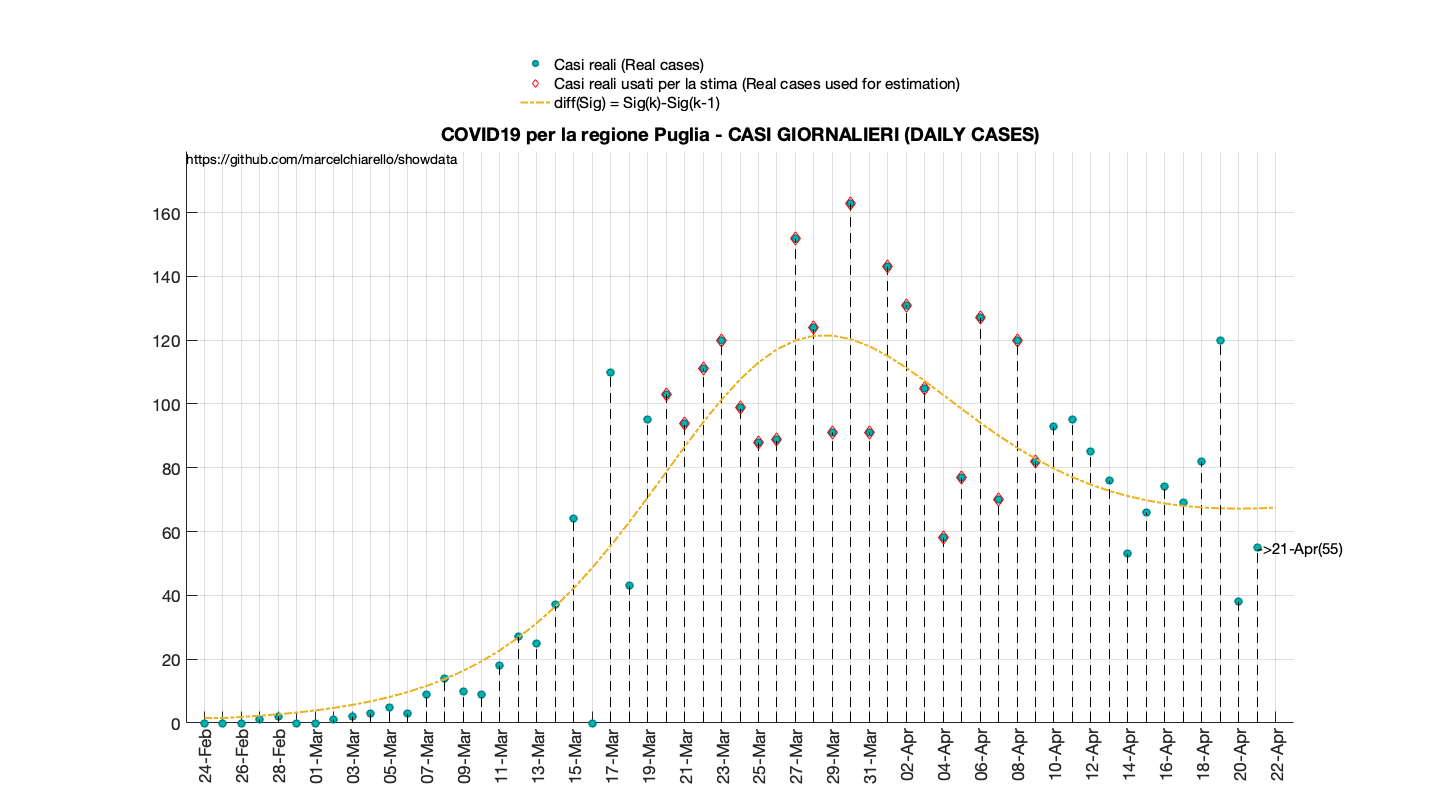 Casi reali (Real cases)
Casi reali usati per la stima (Real cases used for estimation)
diff(Sig) = Sig(k)-Sig(k-1)
COVID19 per la regione Puglia - CASI GIORNALIERI (DAILY CASES)
https://github.com/marcelchiarello/showdata
160
140
120
100
80
60
40
20
0
->21-Apr(55)
24-Feb
26-Feb
28-Feb
01-Mar
03-Mar
05-Mar
07-Mar
09-Mar
11-Mar
13-Mar
15-Mar
17-Mar
19-Mar
21-Mar
23-Mar
25-Mar
27-Mar
29-Mar
31-Mar
02-Apr
04-Apr
06-Apr
08-Apr
10-Apr
12-Apr
14-Apr
16-Apr
18-Apr
20-Apr
22-Apr